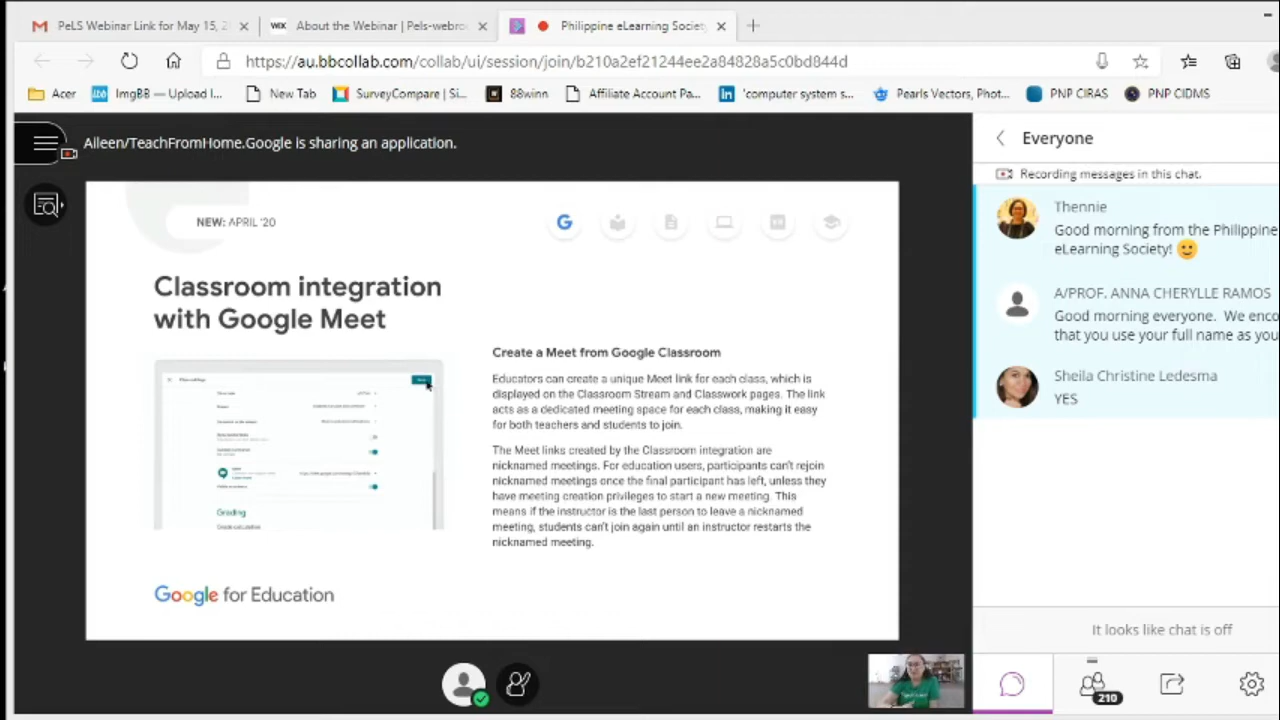 PeLS Webinar Link for May 15, 2
About the Webinar | Pels-webro
Philippine eLearning Societ
https://au.bbcollab.com/collab/ui/session/join/b210a2ef21244ee2a84828a5c0bd844d
Acer
ImgBB — Upload I...
New Tab
SurveyCompare | Si...
88winn
Affiliate Account Pa...
'computer system s...
Pearls Vectors, Phot...
PNP CIRAS
PNP CIDMS
Aileen/TeachFromHome.Google is sharing an application.
NEW: APRIL '20
Classroom integration
with Google Meet
Create a Meet from Google Classroom
Educators can create a unique Meet link for each class, which is
displayed on the Classroom Stream and Classwork pages. The link
acts as a dedicated meeting space for each class, making it easy
for both teachers and students to join.
The Meet links created by the Classroom integration are
nicknamed meetings. For education users, participants can't rejoin
nicknamed meetings once the final participant has left, unless they
have meeting creation privileges to start a new meeting. This
means if the instructor is the last person to leave a nicknamed
meeting, students can't join again until an instructor restarts the
nicknamed meeting.
Grading
Google for Education
Everyone
Recording messages in this chat.
Thennie
Good morning from the Philippine
eLearning Society!
A/PROF. ANNA CHERYLLE RAMOS
Good morning everyone. We enco
that you use your full name as you
Sheila Christine Ledesma
YES
It looks like chat is off
210